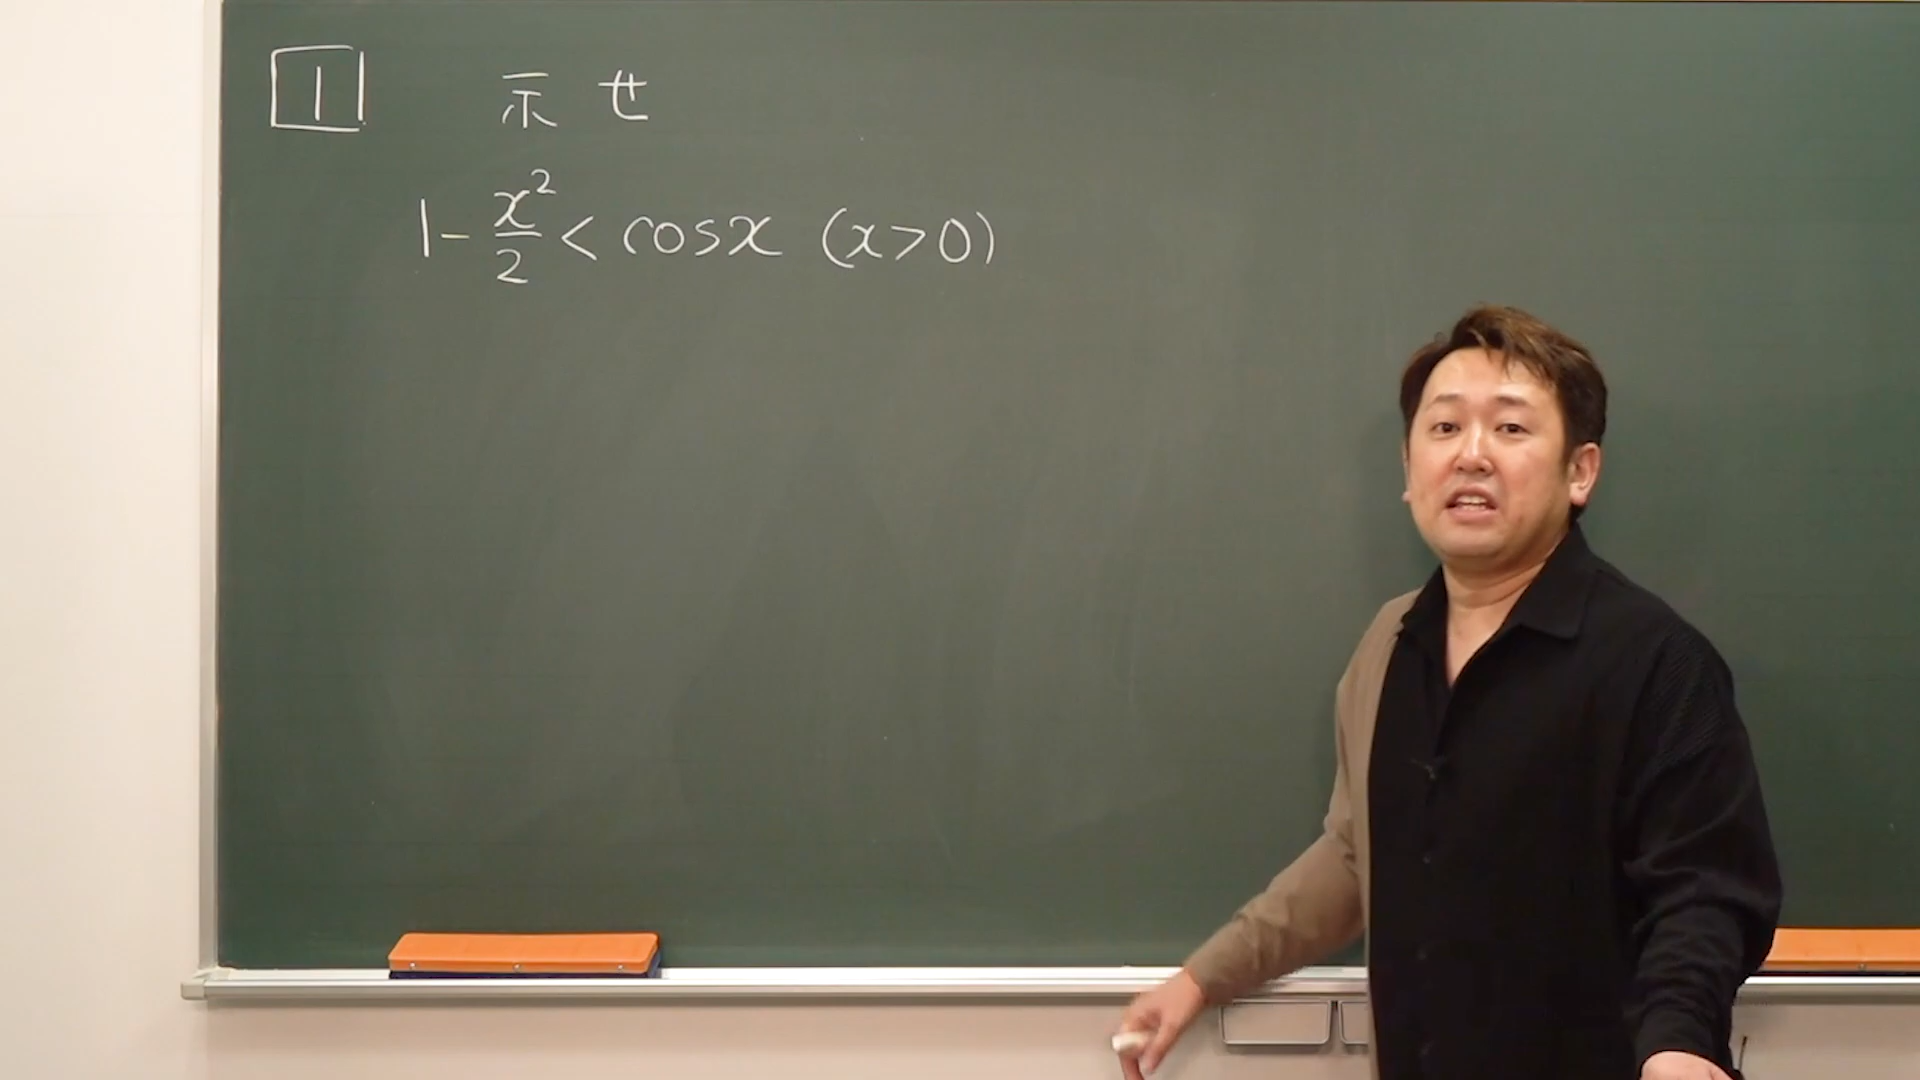 1 示せ
1 - x²/2 < cos x (x > 0)